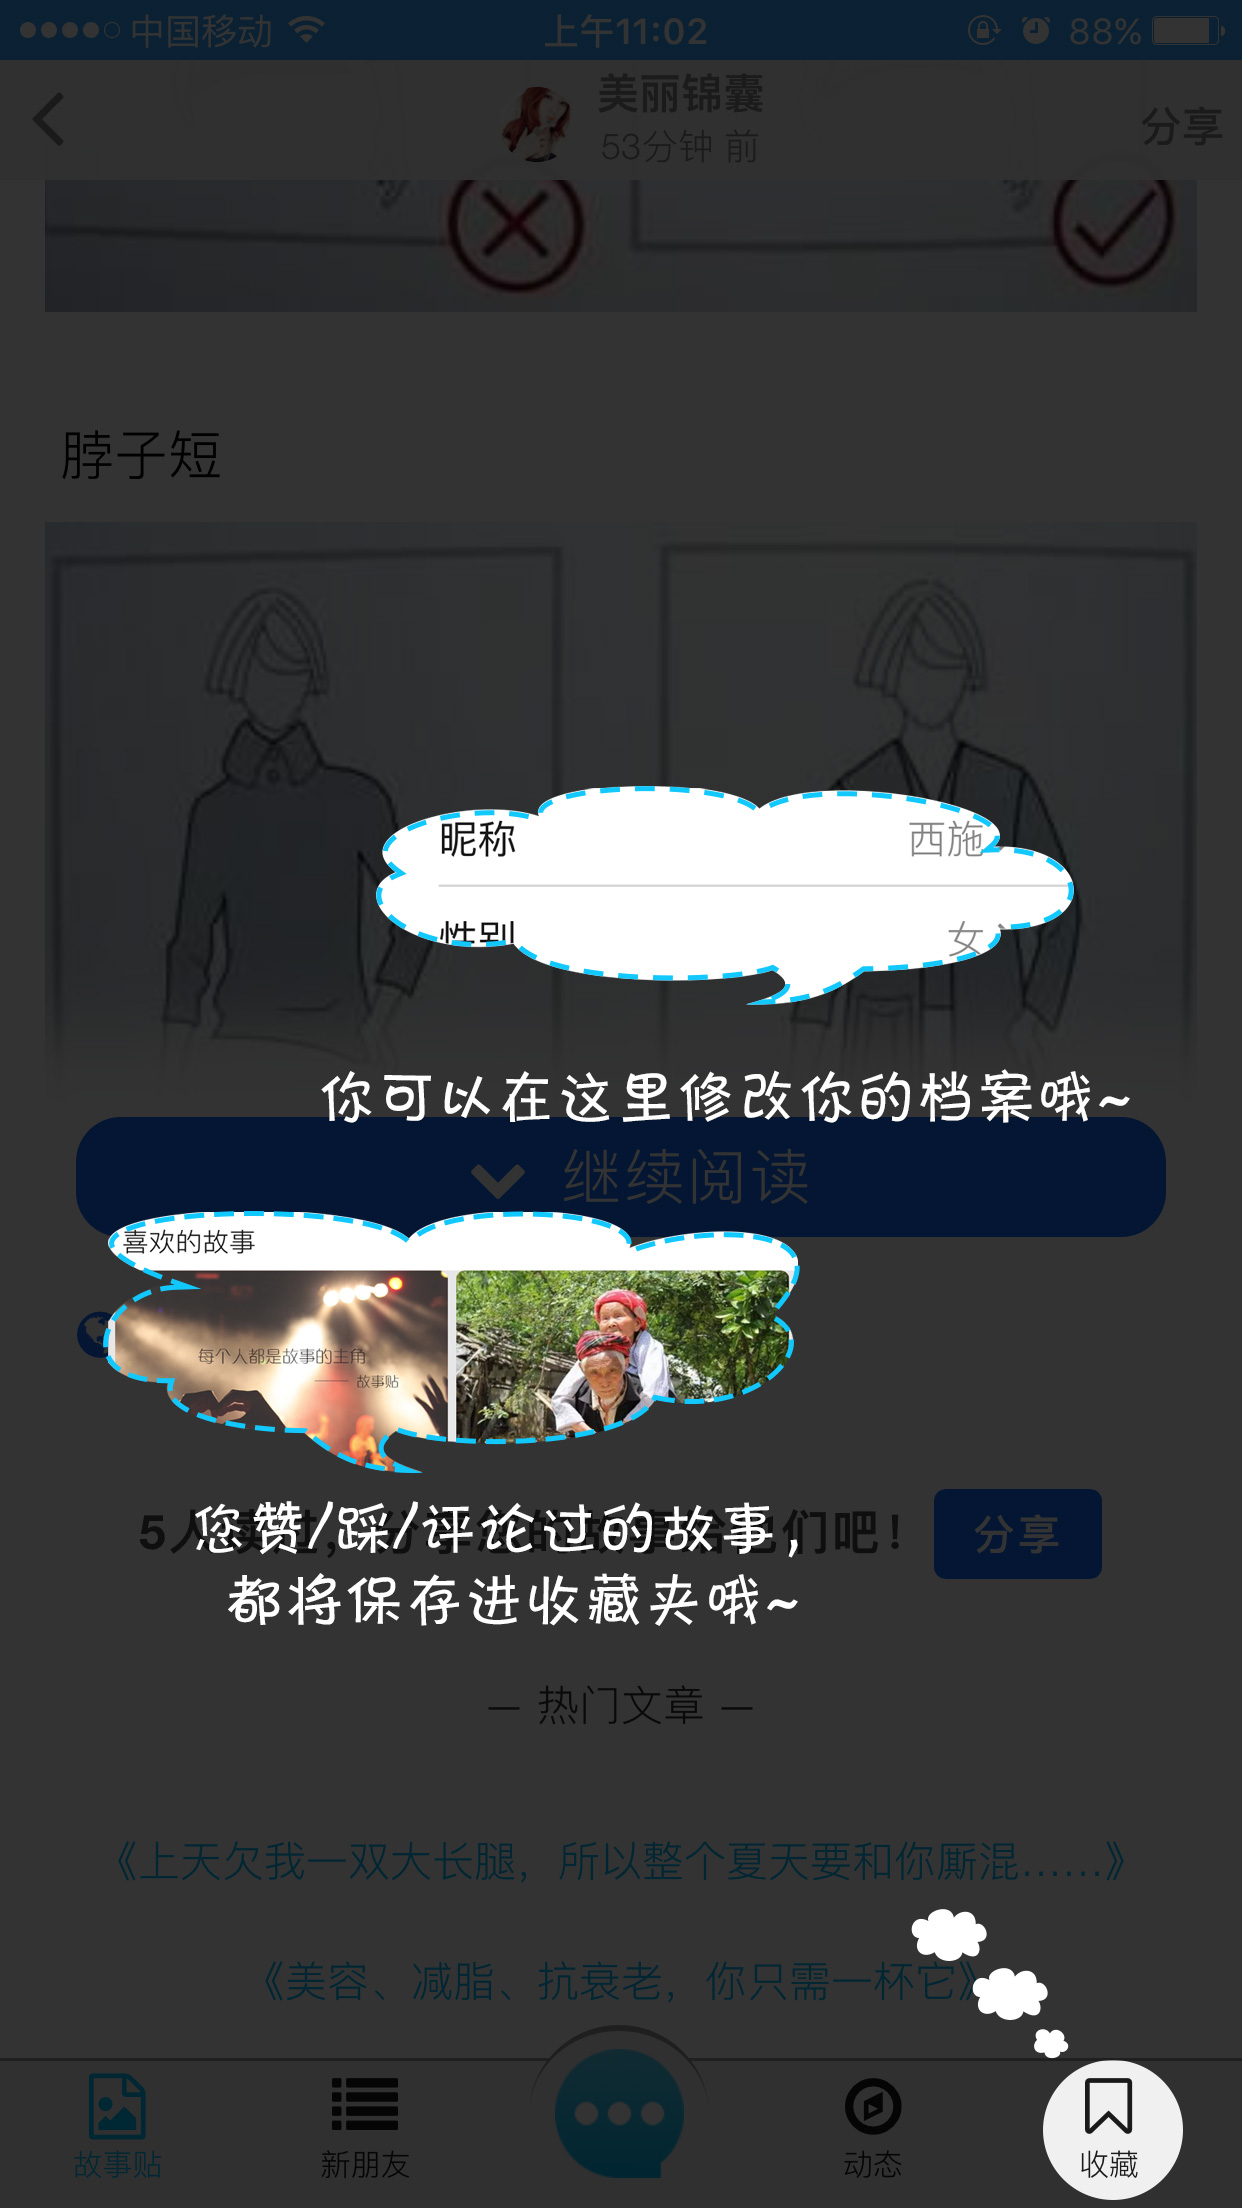 中国移动 上午11:02 88%
美丽锦囊
53分钟 前
分享
脖子短
昵称 西施
性别 女
你可以在这里修改你的档案哦~
继续阅读
喜欢的故事
每个人都是故事的主角
—— 故事贴
您赞/踩/评论过的故事，
都将保存进收藏夹哦~
分享
— 热门文章 —
《上天欠我一双大长腿，所以整个夏天要和你厮混……》
《美容、减脂、抗衰老，你只需一杯它》
故事贴 新朋友 动态 收藏